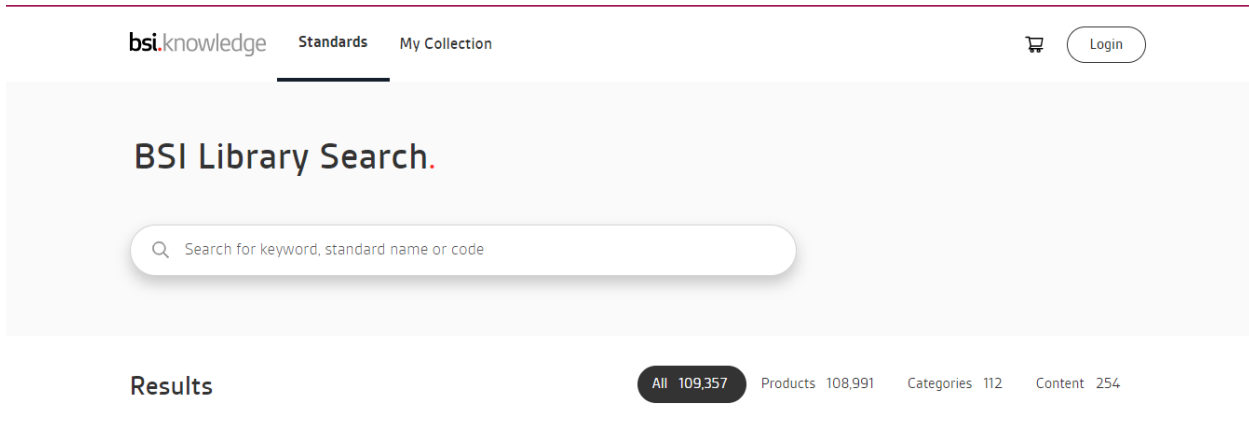 bsi.knowledge Standards My Collection Login
BSI Library Search.
Search for keyword, standard name or code
Results All 109,357 Products 108,991 Categories 112 Content 254